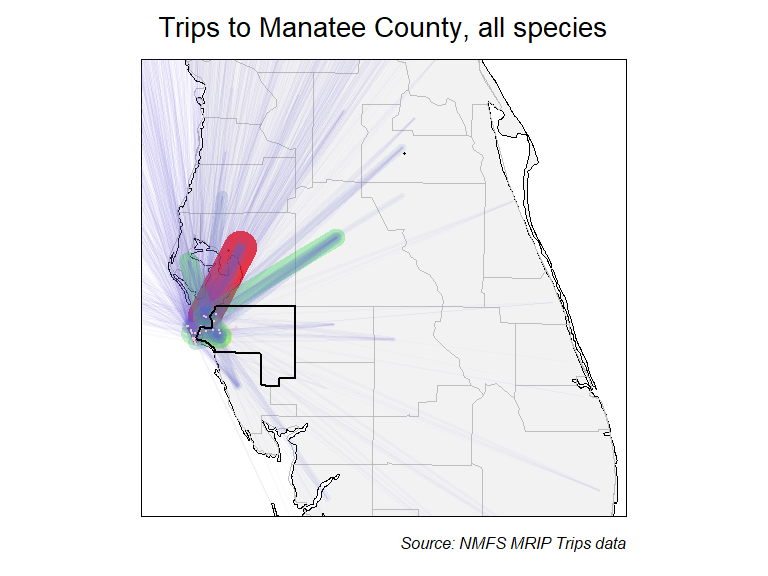 Trips to Manatee County, all species
Source: NMFS MRIP Trips data